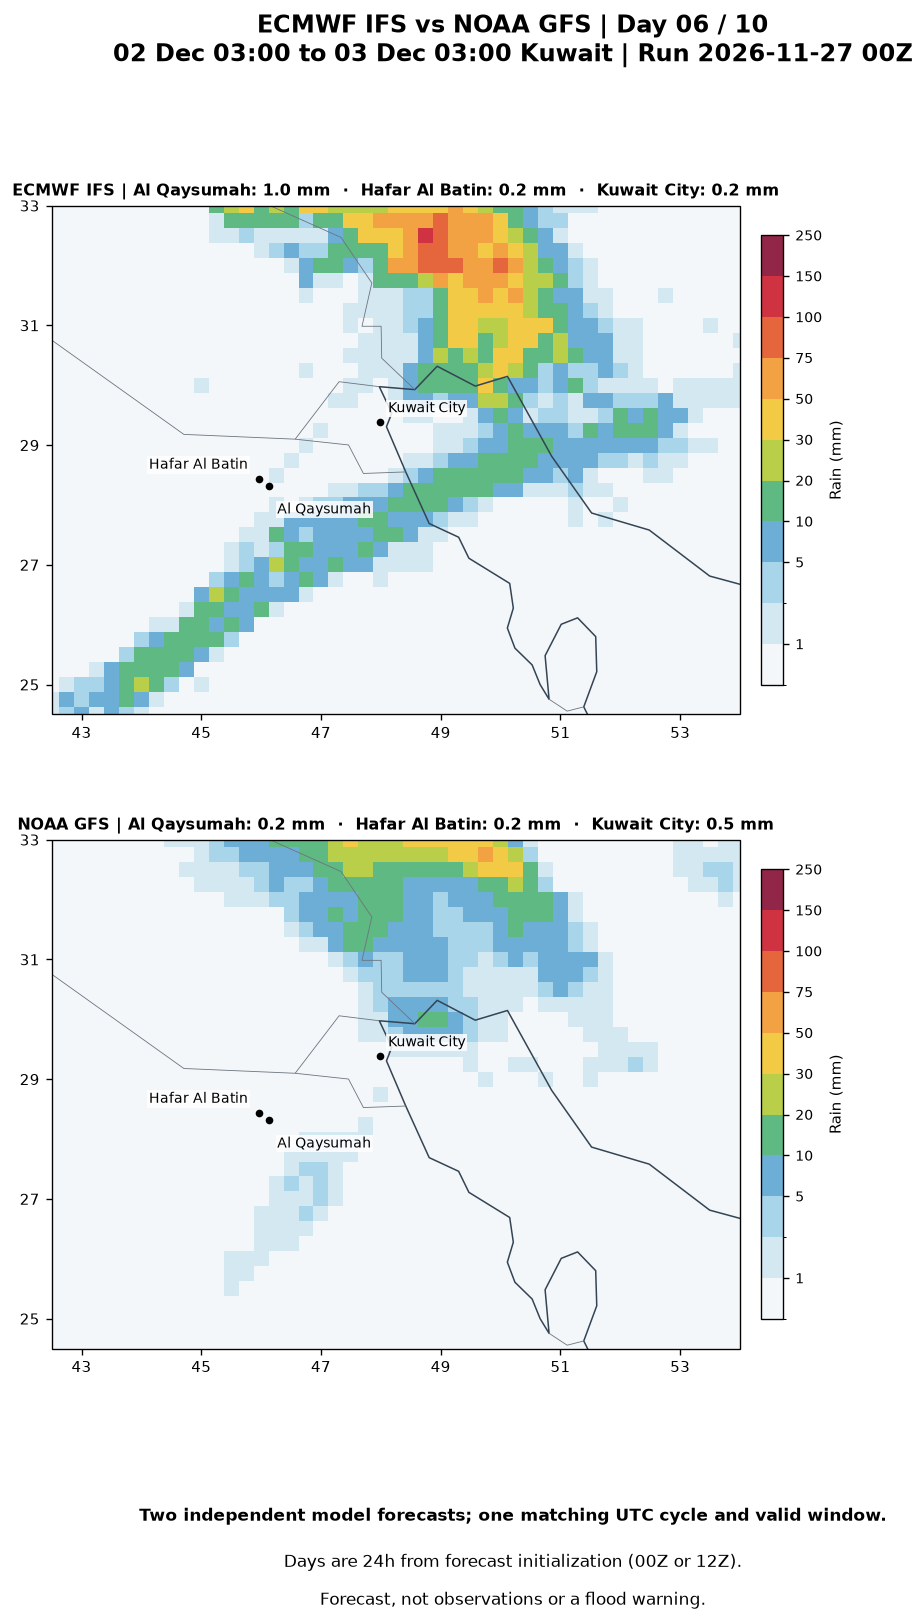 ECMWF IFS vs NOAA GFS | Day 06 / 10
02 Dec 03:00 to 03 Dec 03:00 Kuwait | Run 2026-11-27 00Z
ECMWF IFS | Al Qaysumah: 1.0 mm · Hafar Al Batin: 0.2 mm · Kuwait City: 0.2 mm
33
31
29
27
25
43
45
47
49
51
53
Kuwait City
Hafar Al Batin
Al Qaysumah
250
150
100
75
50
30
20
10
5
1
Rain (mm)
NOAA GFS | Al Qaysumah: 0.2 mm · Hafar Al Batin: 0.2 mm · Kuwait City: 0.5 mm
33
31
29
27
25
43
45
47
49
51
53
Kuwait City
Hafar Al Batin
Al Qaysumah
250
150
100
75
50
30
20
10
5
1
Rain (mm)
Two independent model forecasts; one matching UTC cycle and valid window.
Days are 24h from forecast initialization (00Z or 12Z).
Forecast, not observations or a flood warning.